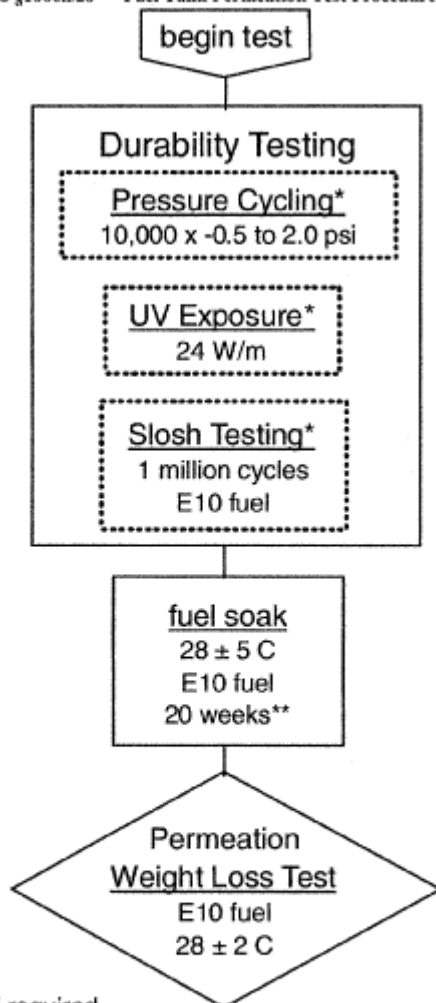 Fuel Tank Permeation Test Procedure
begin test
Durability Testing
Pressure Cycling*
10,000 x -0.5 to 2.0 psi
UV Exposure*
24 W/m
Slosh Testing*
1 million cycles
E10 fuel
fuel soak
28 ± 5 C
E10 fuel
20 weeks**
Permeation
Weight Loss Test
E10 fuel
28 ± 2 C
required